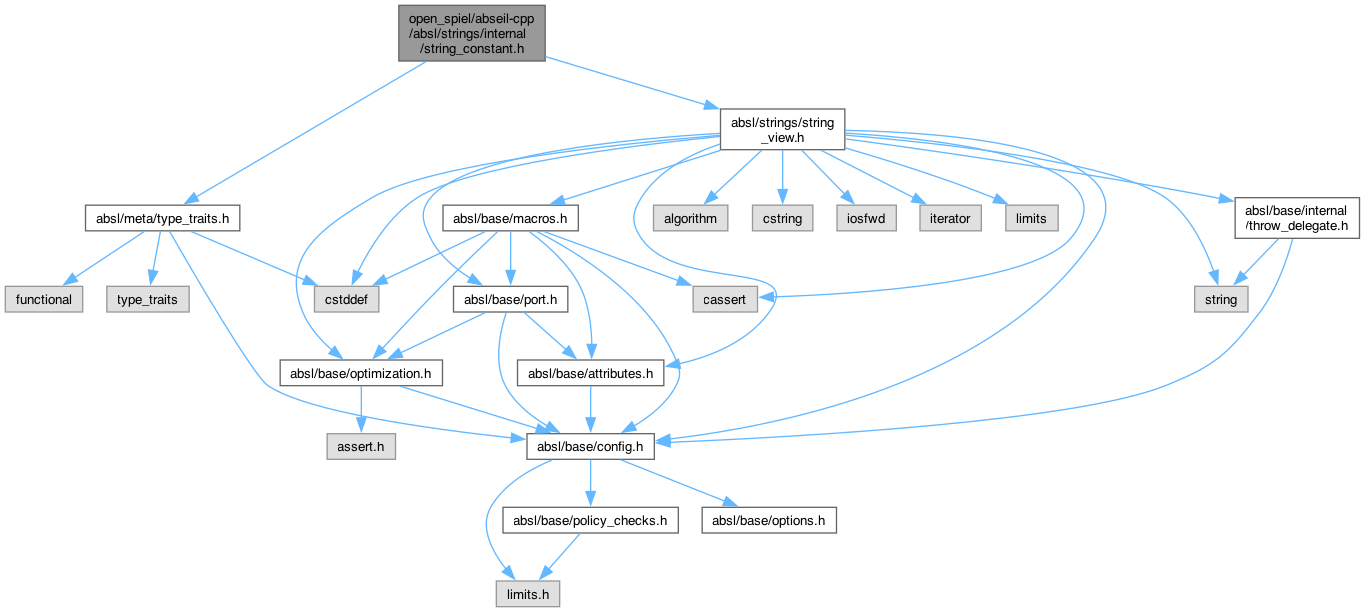 open_spiel/abseil-cpp
/absl/strings/internal
/string_constant.h
absl/strings/string
_view.h
absl/meta/type_traits.h
absl/base/macros.h
algorithm
cstring
iosfwd
iterator
limits
absl/base/internal
/throw_delegate.h
functional
type_traits
cstddef
absl/base/port.h
cassert
string
absl/base/optimization.h
absl/base/attributes.h
assert.h
absl/base/config.h
absl/base/policy_checks.h
absl/base/options.h
limits.h